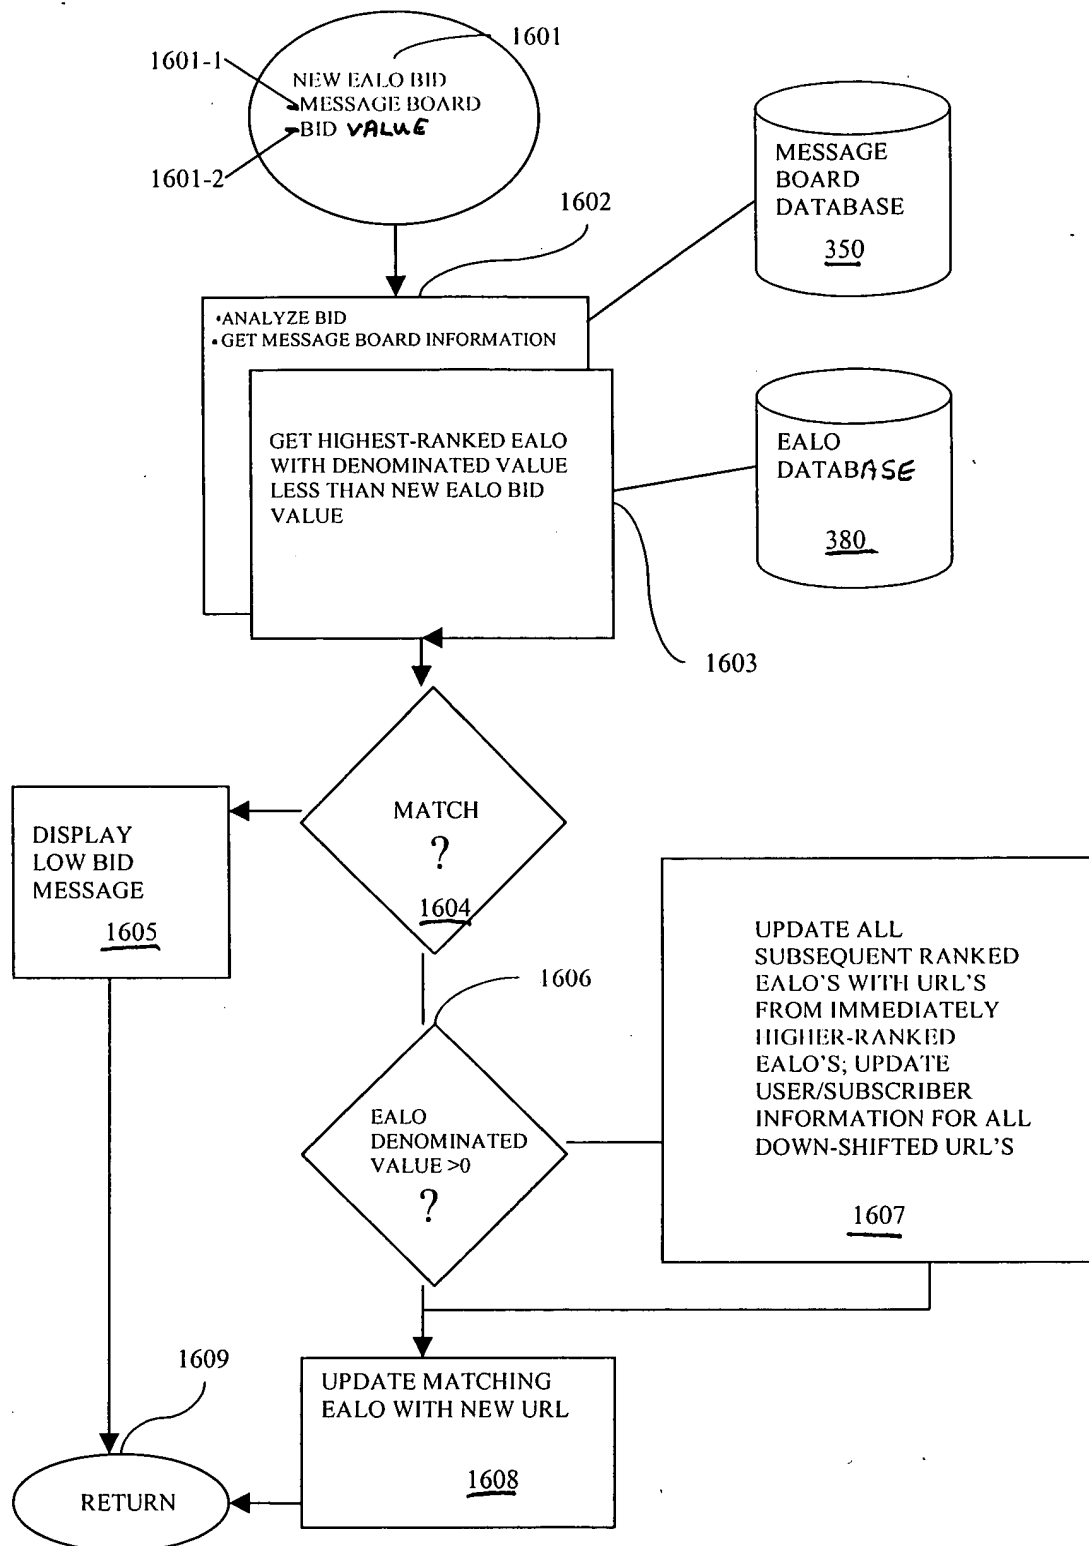 1601
1601-1
NEW EALO BID
-MESSAGE BOARD
-BID VALUE
1601-2
1602
MESSAGE
BOARD
DATABASE
350
•ANALYZE BID
•GET MESSAGE BOARD INFORMATION
GET HIGHEST-RANKED EALO
WITH DENOMINATED VALUE
LESS THAN NEW EALO BID
VALUE
EALO
DATABASE
380
1603
MATCH
?
1604
DISPLAY
LOW BID
MESSAGE
1605
1606
UPDATE ALL
SUBSEQUENT RANKED
EALO'S WITH URL'S
FROM IMMEDIATELY
HIGHER-RANKED
EALO'S; UPDATE
USER/SUBSCRIBER
INFORMATION FOR ALL
DOWN-SHIFTED URL'S
1607
EALO
DENOMINATED
VALUE >0
?
1609
UPDATE MATCHING
EALO WITH NEW URL
1608
RETURN